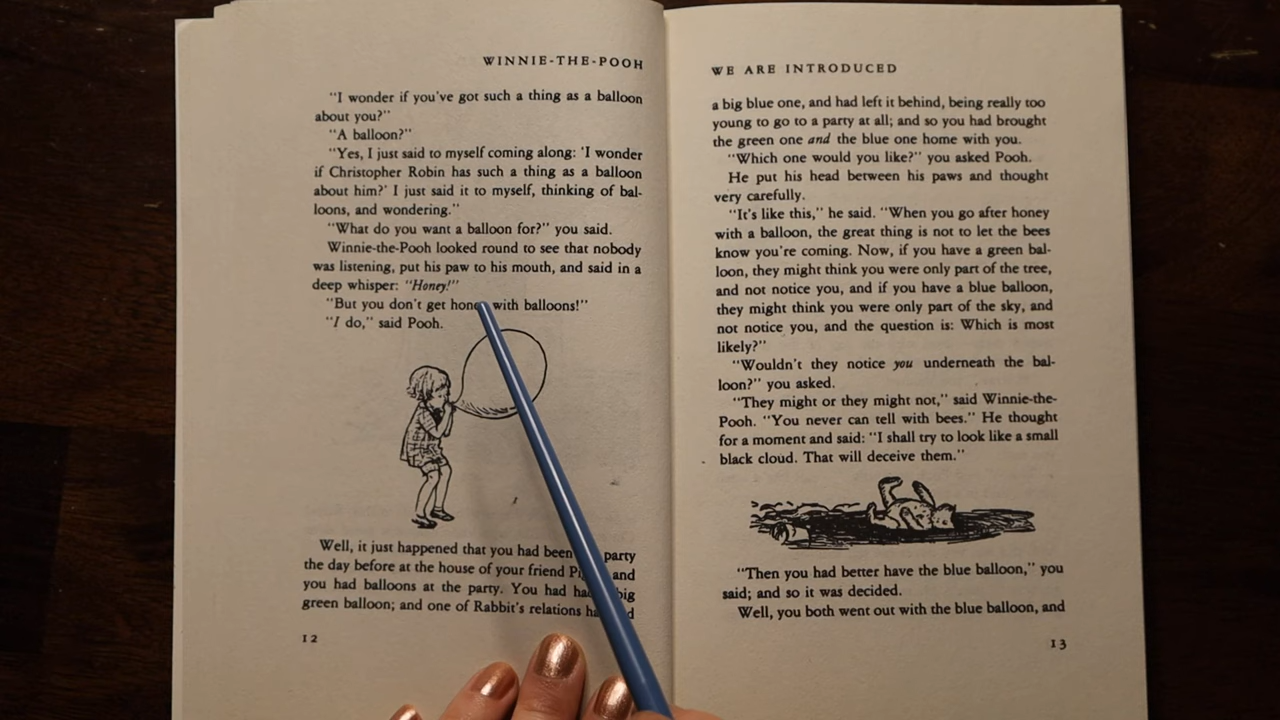 WINNIE-THE-POOH
"I wonder if you've got such a thing as a balloon
about you?"
"A balloon?"
"Yes, I just said to myself coming along: 'I wonder
if Christopher Robin has such a thing as a balloon
about him?' I just said it to myself, thinking of bal-
loons, and wondering."
"What do you want a balloon for?" you said.
Winnie-the-Pooh looked round to see that nobody
was listening, put his paw to his mouth, and said in a
deep whisper: "Honey!"
"But you don't get honey with balloons!"
"I do," said Pooh.
Well, it just happened that you had been party
the day before at the house of your friend and
you had balloons at the party. You had big
green balloon; and one of Rabbit's relations
12
WE ARE INTRODUCED
a big blue one, and had left it behind, being really too
young to go to a party at all; and so you had brought
the green one and the blue one home with you.
"Which one would you like?" you asked Pooh.
He put his head between his paws and thought
very carefully.
"It's like this," he said. "When you go after honey
with a balloon, the great thing is not to let the bees
know you're coming. Now, if you have a green bal-
loon, they might think you were only part of the tree,
and not notice you, and if you have a blue balloon,
they might think you were only part of the sky, and
not notice you, and the question is: Which is most
likely?"
"Wouldn't they notice you underneath the bal-
loon?" you asked.
"They might or they might not," said Winnie-the-
Pooh. "You never can tell with bees." He thought
for a moment and said: "I shall try to look like a small
black cloud. That will deceive them."
"Then you had better have the blue balloon," you
said; and so it was decided.
Well, you both went out with the blue balloon, and
13